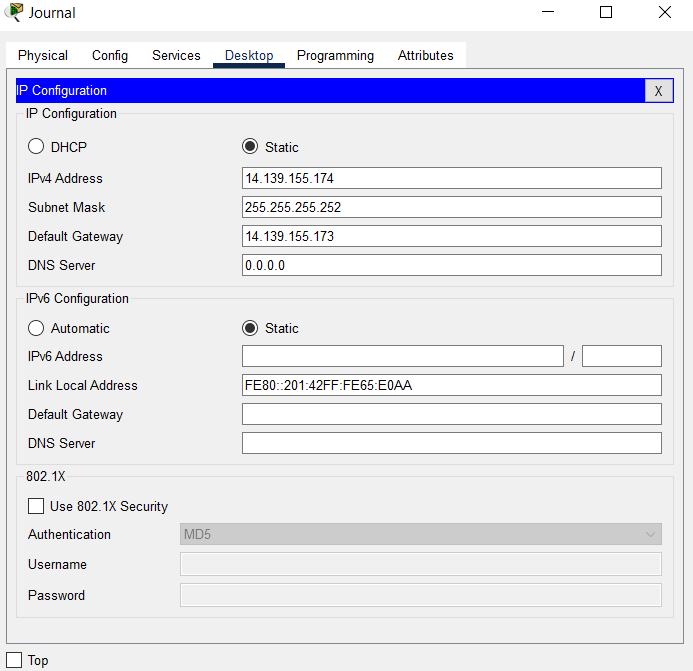 Journal
Physical Config Services Desktop Programming Attributes
IP Configuration X
IP Configuration
DHCP Static
IPv4 Address 14.139.155.174
Subnet Mask 255.255.255.252
Default Gateway 14.139.155.173
DNS Server 0.0.0.0
IPv6 Configuration
Automatic Static
IPv6 Address /
Link Local Address FE80::201:42FF:FE65:E0AA
Default Gateway
DNS Server
802.1X
Use 802.1X Security
Authentication MD5
Username
Password
Top